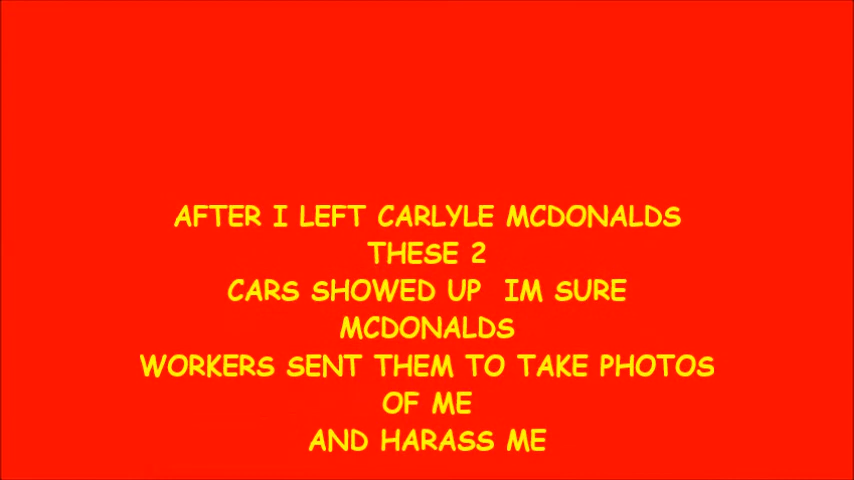 AFTER I LEFT CARLYLE MCDONALDS
THESE 2
CARS SHOWED UP  IM SURE
MCDONALDS
WORKERS SENT THEM TO TAKE PHOTOS
OF ME
AND HARASS ME